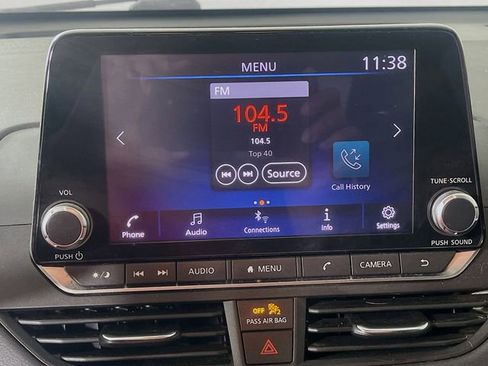 MENU 11:38
FM
104.5
FM
104.5
Top 40
Source
Call History
VOL
TUNE·SCROLL
Phone Audio Connections Info Settings
PUSH
PUSH SOUND
AUDIO MENU CAMERA
OFF
PASS AIR BAG